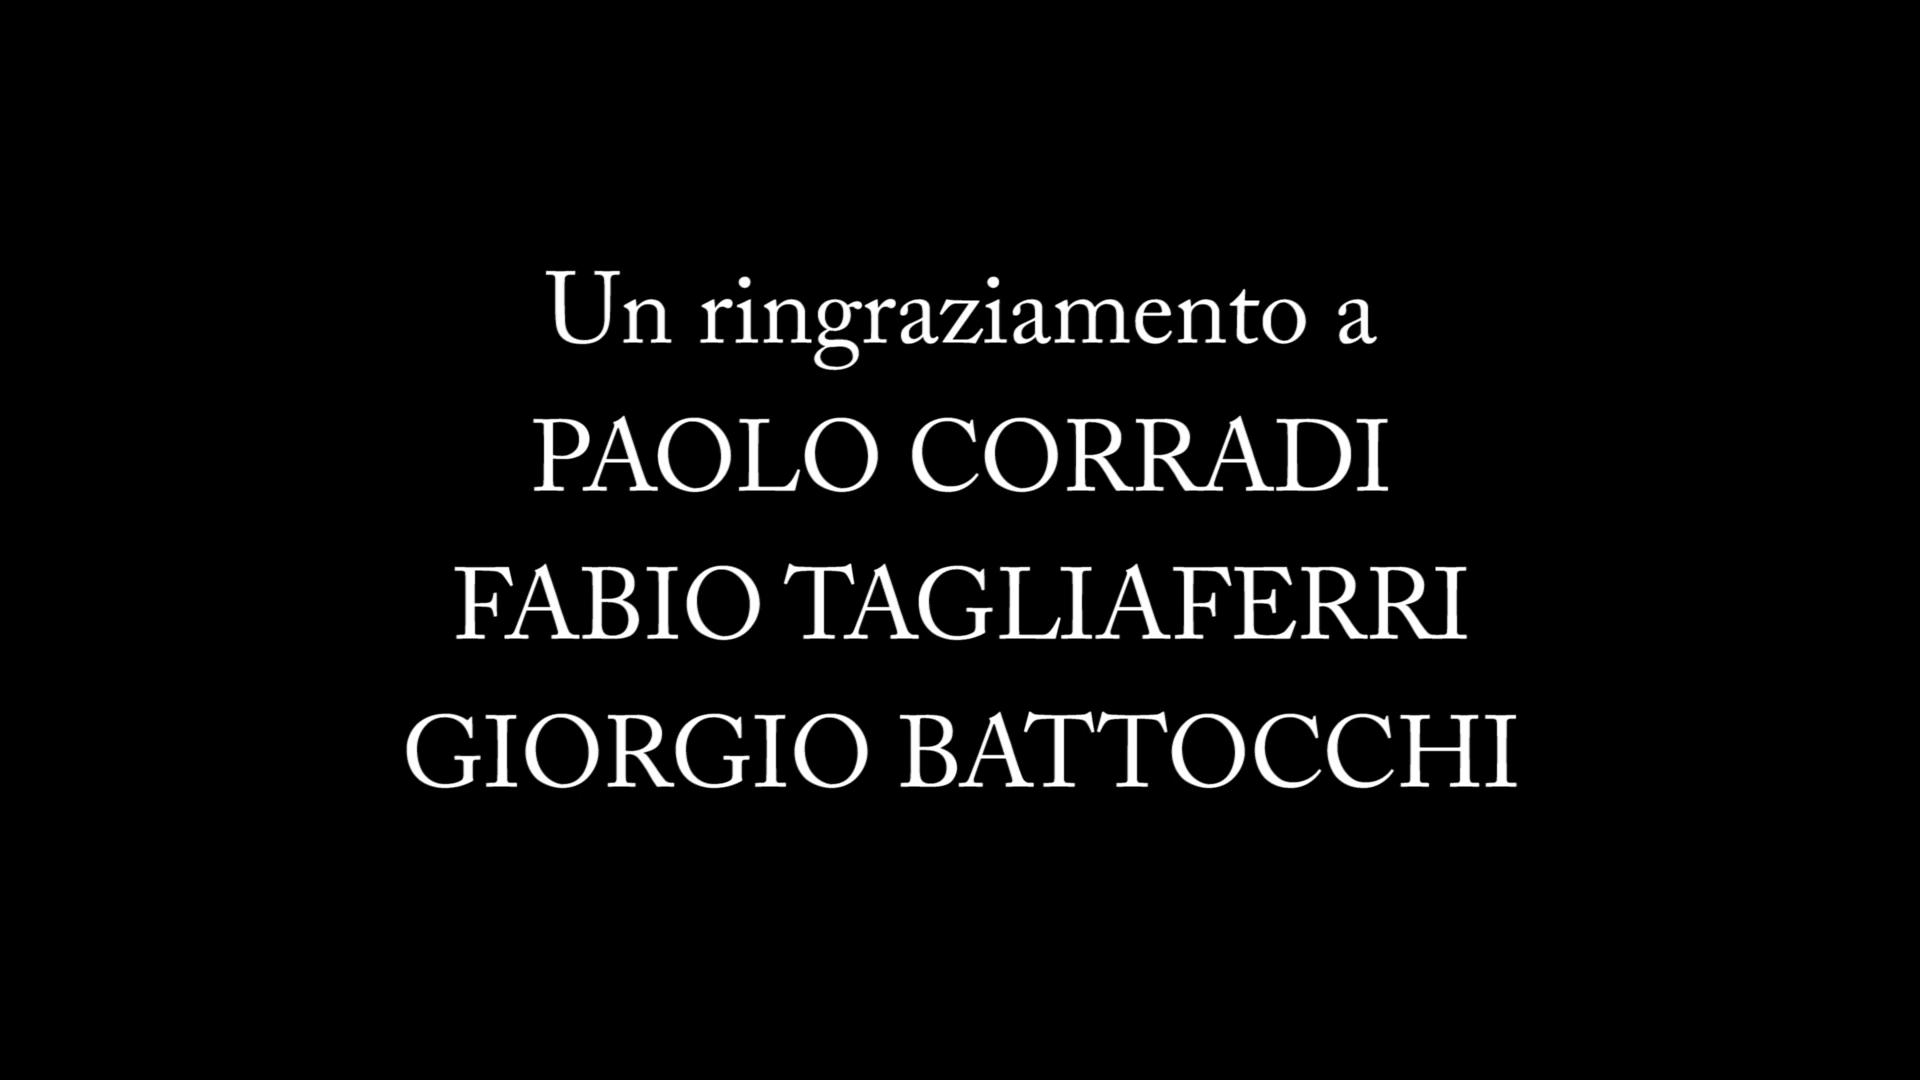 Un ringraziamento a
PAOLO CORRADI
FABIO TAGLIAFERRI
GIORGIO BATTOCCHI